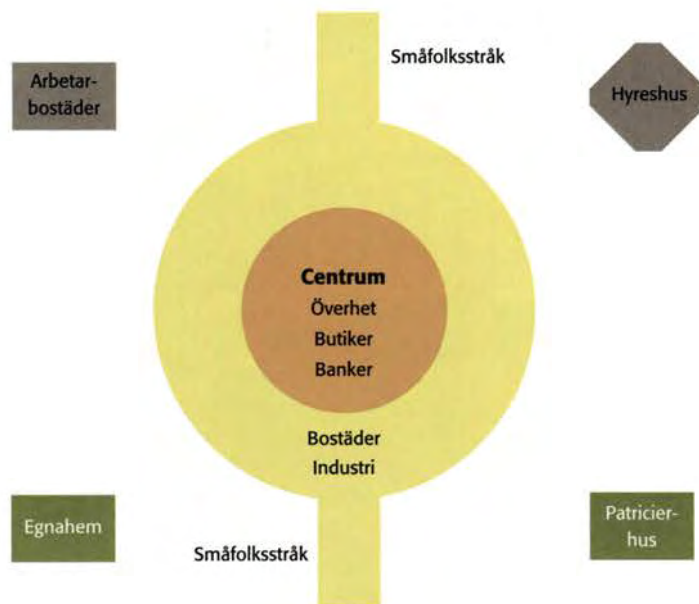 Småfolksstråk
Arbetar-
bostäder
Hyreshus
Centrum
Överhet
Butiker
Banker
Bostäder
Industri
Egnahem
Patricier-
hus
Småfolksstråk